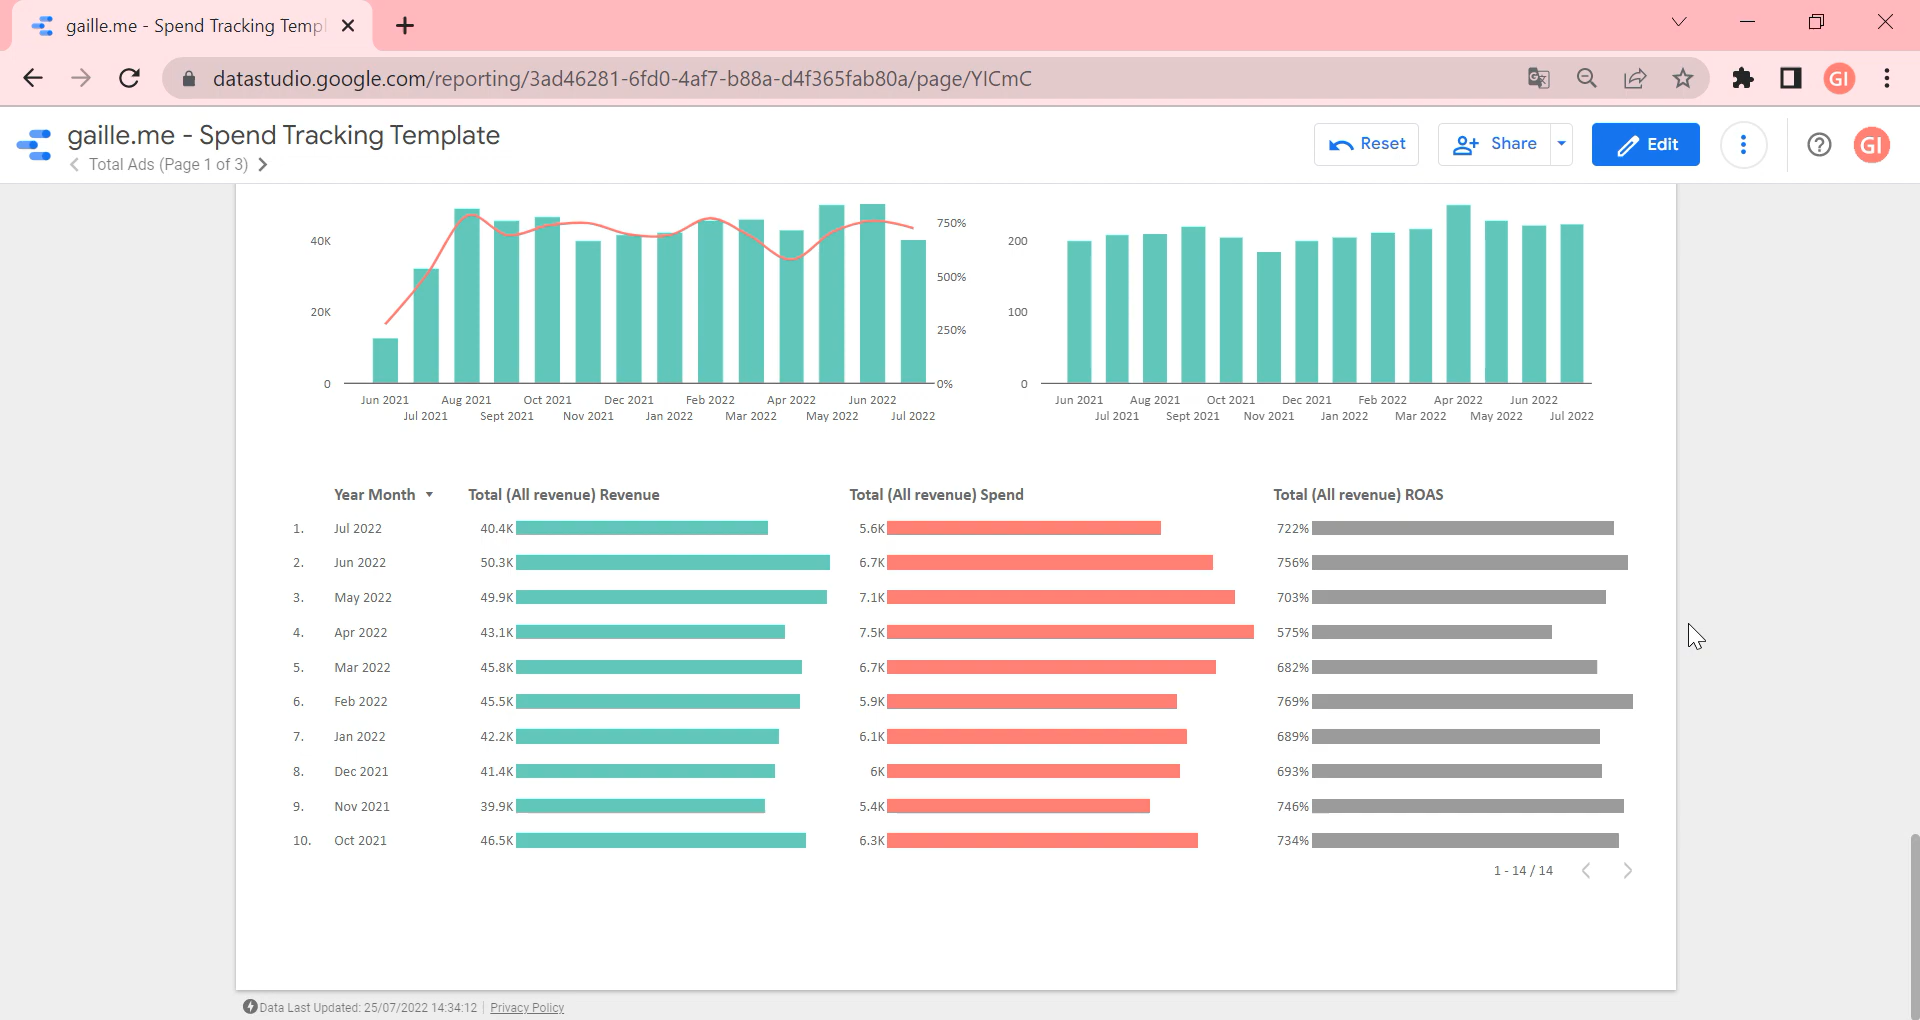 gaille.me - Spend Tracking Templ
datastudio.google.com/reporting/3ad46281-6fd0-4af7-b88a-d4f365fab80a/page/YICmC
GI
gaille.me - Spend Tracking Template
Total Ads (Page 1 of 3)
Reset
Share
Edit
GI
40K
20K
0
750%
500%
250%
0%
Jun 2021 Aug 2021 Oct 2021 Dec 2021 Feb 2022 Apr 2022 Jun 2022
Jul 2021 Sept 2021 Nov 2021 Jan 2022 Mar 2022 May 2022 Jul 2022
200
100
0
Jun 2021 Aug 2021 Oct 2021 Dec 2021 Feb 2022 Apr 2022 Jun 2022
Jul 2021 Sept 2021 Nov 2021 Jan 2022 Mar 2022 May 2022 Jul 2022
Year Month Total (All revenue) Revenue Total (All revenue) Spend Total (All revenue) ROAS
1. Jul 2022 40.4K 5.6K 722%
2. Jun 2022 50.3K 6.7K 756%
3. May 2022 49.9K 7.1K 703%
4. Apr 2022 43.1K 7.5K 575%
5. Mar 2022 45.8K 6.7K 682%
6. Feb 2022 45.5K 5.9K 769%
7. Jan 2022 42.2K 6.1K 689%
8. Dec 2021 41.4K 6K 693%
9. Nov 2021 39.9K 5.4K 746%
10. Oct 2021 46.5K 6.3K 734%
1 - 14 / 14
Data Last Updated: 25/07/2022 14:34:12 Privacy Policy